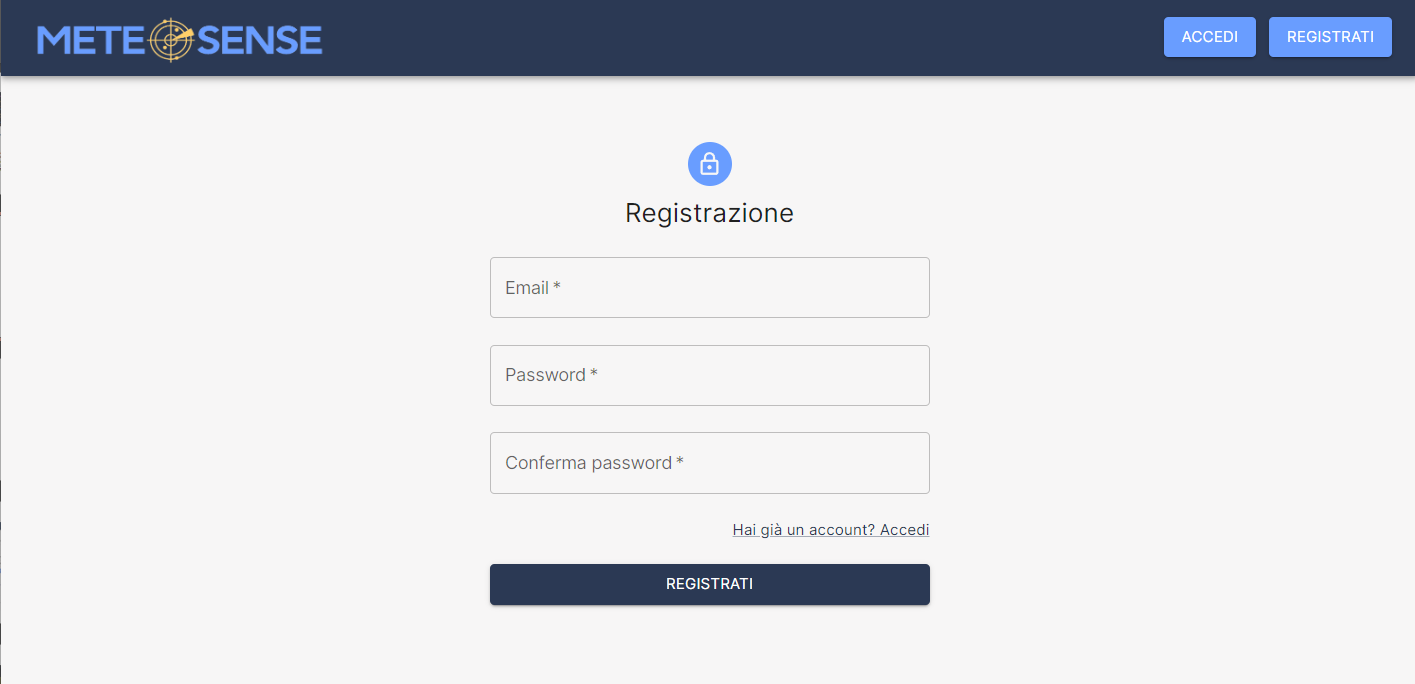 METEOSENSE
ACCEDI
REGISTRATI
Registrazione
Email *
Password *
Conferma password *
Hai già un account? Accedi
REGISTRATI